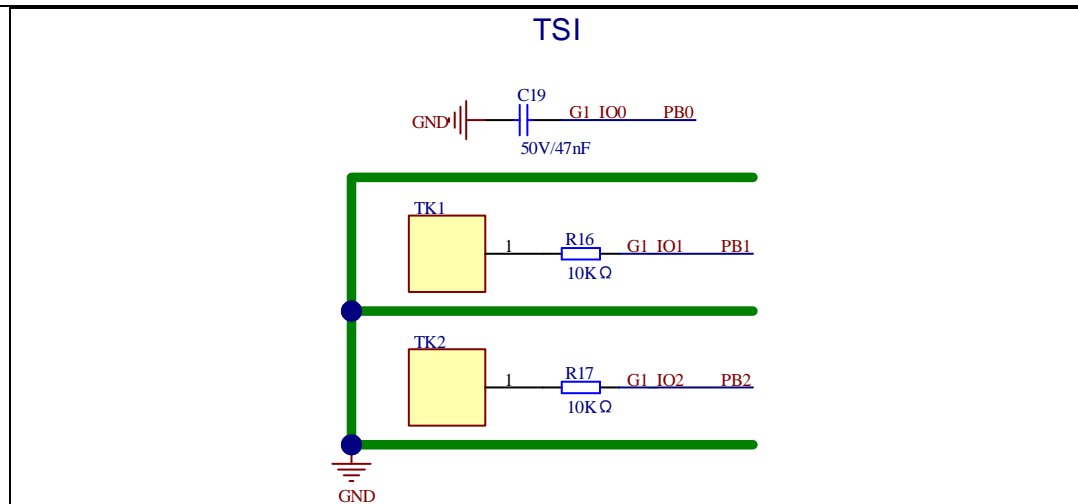 TSI
C19
GND
G1_IO0 PB0
50V/47nF
TK1
1
R16
G1_IO1 PB1
10KΩ
TK2
1
R17
G1_IO2 PB2
10KΩ
GND